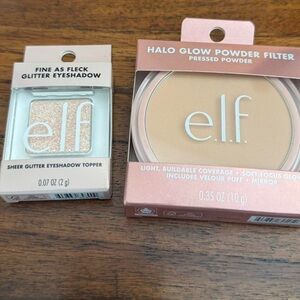 FINE AS FLECK
GLITTER EYESHADOW
e.l.f.
SHEER GLITTER EYESHADOW TOPPER
0.07 OZ (2 g)
HALO GLOW POWDER FILTER
PRESSED POWDER
e.l.f.
LIGHT, BUILDABLE COVERAGE + SOFT-FOCUS GLOW
INCLUDES VELOUR PUFF + MIRROR
0.35 OZ (10 g)